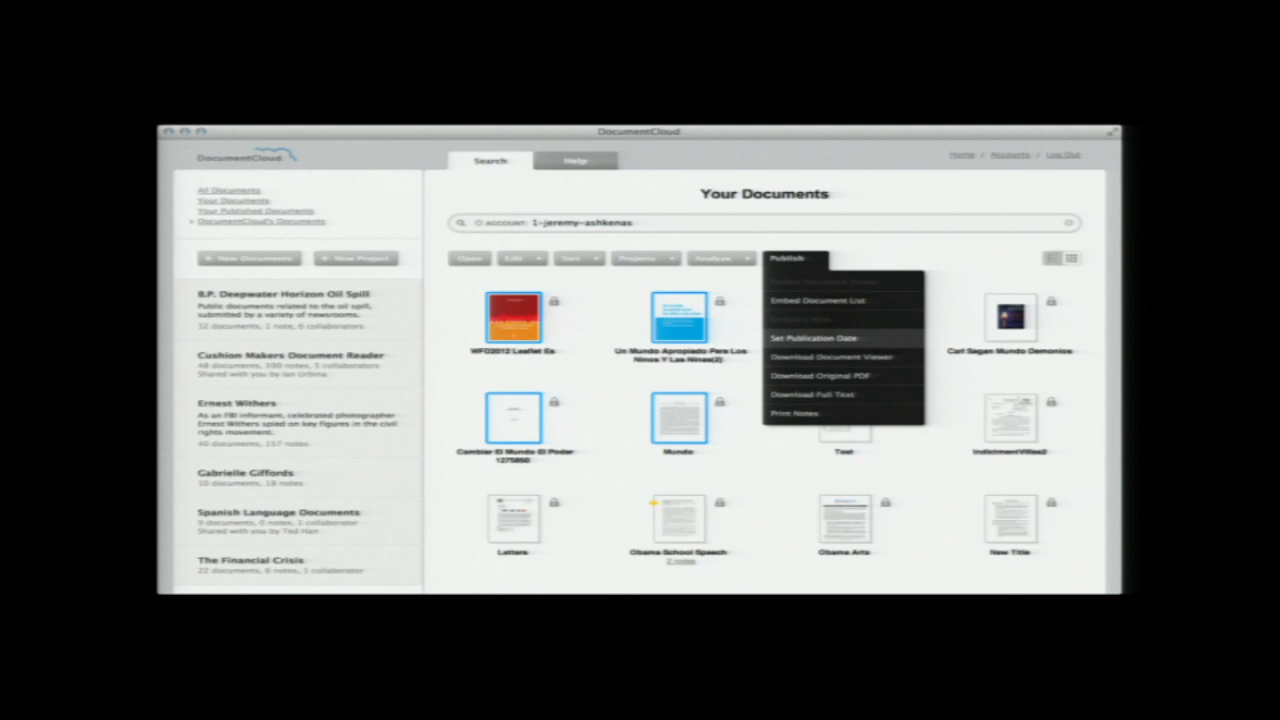 DocumentCloud
DocumentCloud
Search
Help
Home / Accounts / Log Out
All Documents
Your Documents
Your Published Documents
DocumentCloud's Documents
Your Documents
ACCOUNT: 1-jeremy-ashkenas
New Documents
New Project
Open
Edit
Sort
Projects
Analyze
Publish
Embed Document Viewer
Embed Document List
Embed a Note
Set Publication Date
Download Document Viewer
Download Original PDF
Download Full Text
Print Notes
B.P. Deepwater Horizon Oil Spill
Public documents related to the oil spill,
submitted by a variety of newsrooms.
32 documents, 1 note, 6 collaborators
Cushion Makers Document Reader
48 documents, 390 notes, 5 collaborators
Shared with you by Ian Urbina
Ernest Withers
As an FBI informant, celebrated photographer
Ernest Withers spied on key figures in the civil
rights movement.
40 documents, 157 notes
Gabrielle Giffords
10 documents, 18 notes
Spanish Language Documents
9 documents, 0 notes, 1 collaborator
Shared with you by Ted Han
The Financial Crisis
22 documents, 6 notes, 1 collaborator
WFD2012 Leaflet Es
Un Mundo Apropiado Para Los
Ninos Y Las Ninas(2)
Carl Sagan Mundo Demonios
Cambiar El Mundo El Poder
1275850
Mundo
Test
IndictmentVillas2
Letters
Obama School Speech
2 notes
Obama Arts
New Title